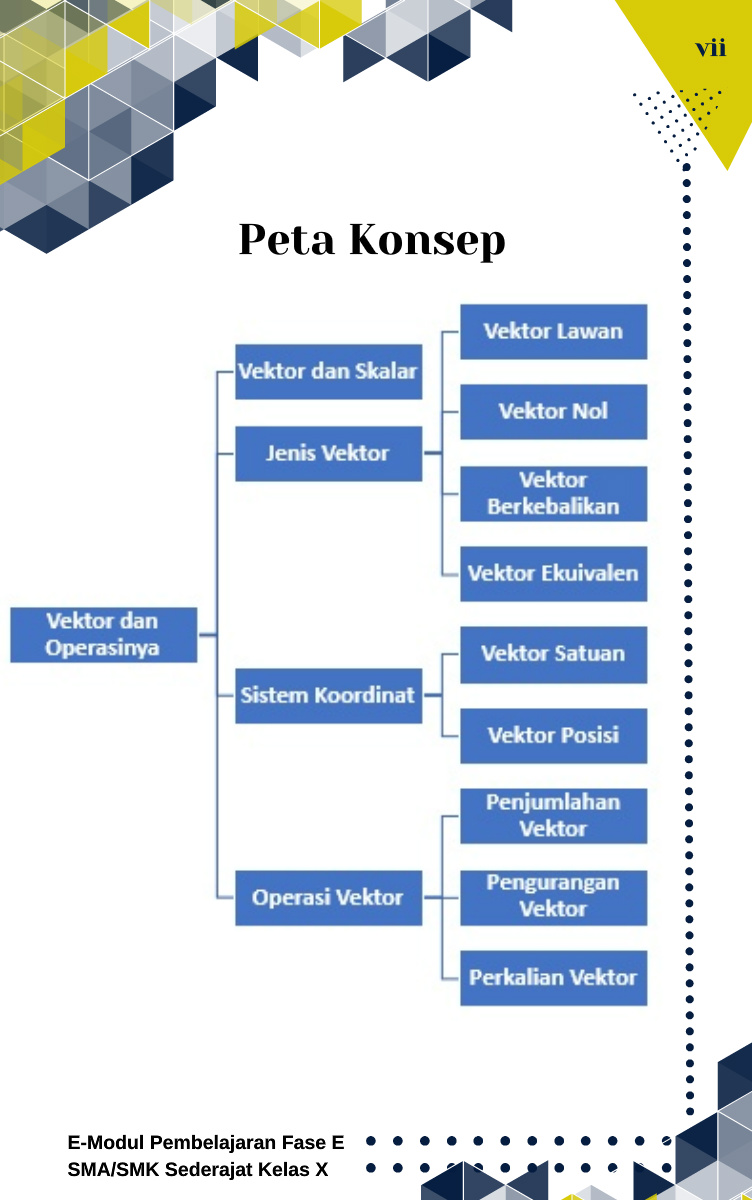 vii
Peta Konsep
Vektor dan
Operasinya
Vektor dan Skalar
Jenis Vektor
Vektor Lawan
Vektor Nol
Vektor
Berkebalikan
Vektor Ekuivalen
Sistem Koordinat
Vektor Satuan
Vektor Posisi
Operasi Vektor
Penjumlahan
Vektor
Pengurangan
Vektor
Perkalian Vektor
E-Modul Pembelajaran Fase E
SMA/SMK Sederajat Kelas X